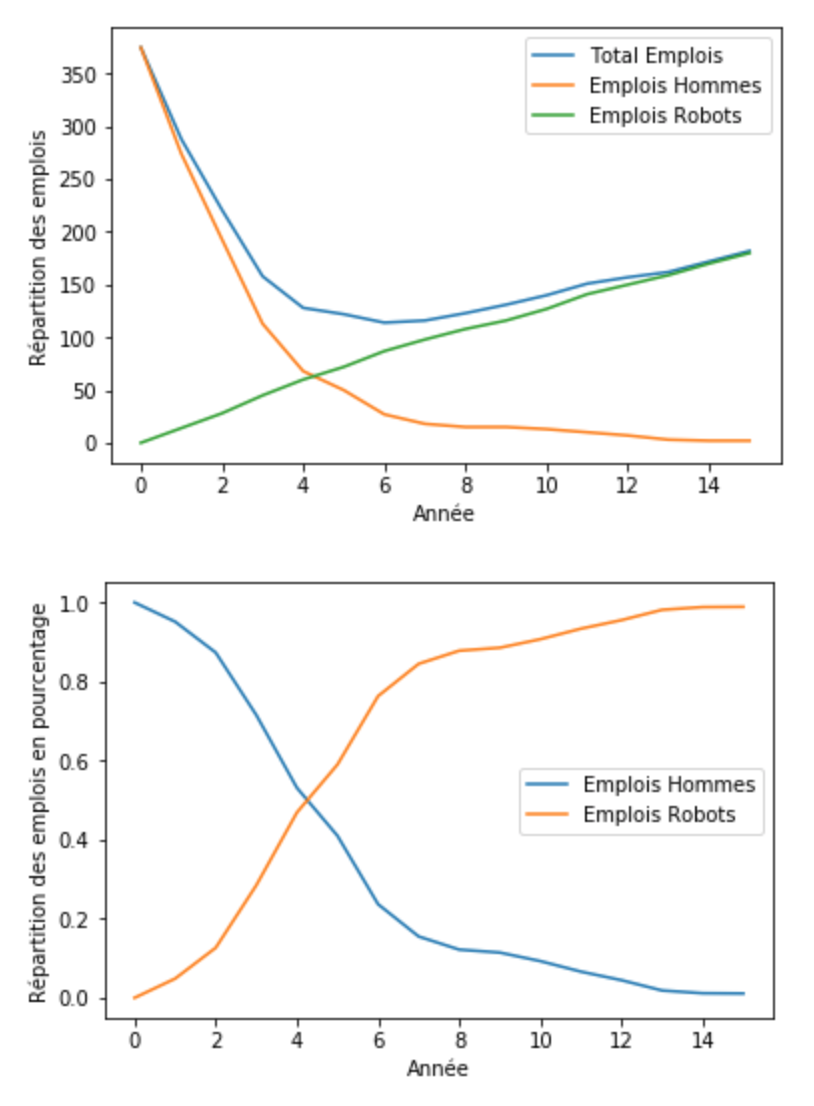 Répartition des emplois
350
300
250
200
150
100
50
0
Total Emplois
Emplois Hommes
Emplois Robots
0 2 4 6 8 10 12 14
Année
Répartition des emplois en pourcentage
1.0
0.8
0.6
0.4
0.2
0.0
Emplois Hommes
Emplois Robots
0 2 4 6 8 10 12 14
Année